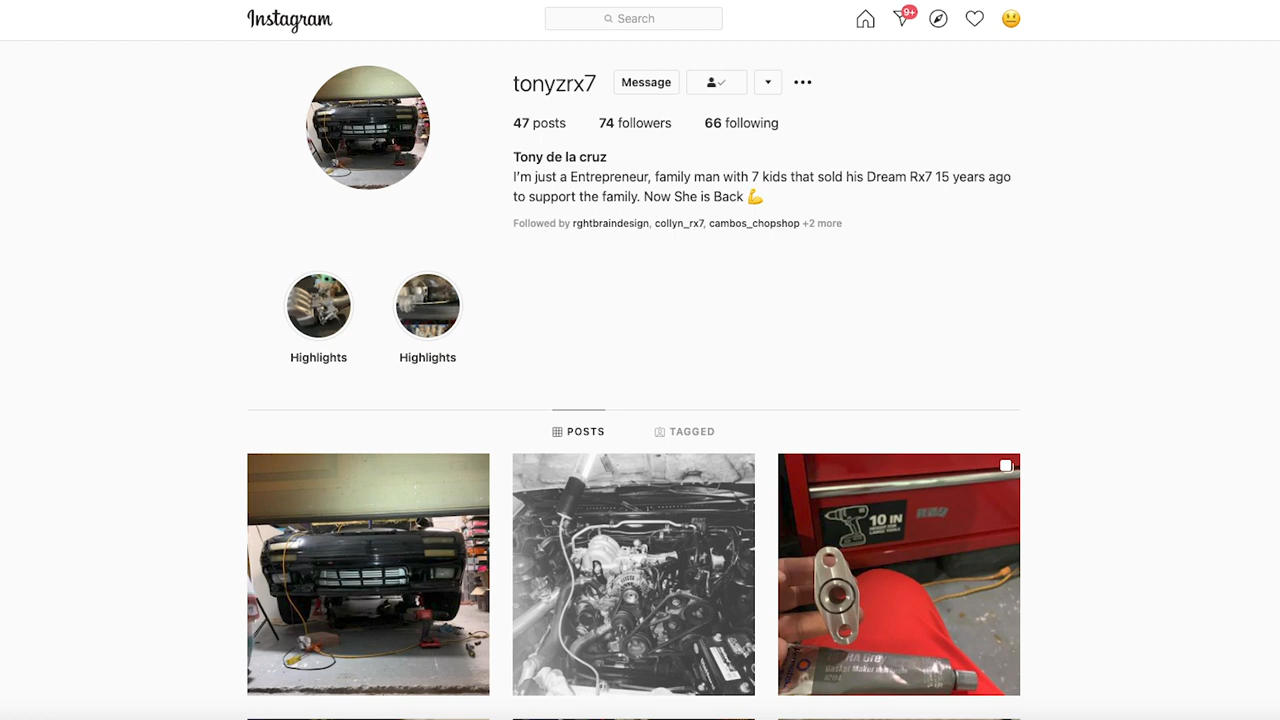 Instagram
Search
9+
tonyzrx7
Message
47 posts
74 followers
66 following
Tony de la cruz
I'm just a Entrepreneur, family man with 7 kids that sold his Dream Rx7 15 years ago
to support the family. Now She is Back 💪
Followed by rghtbraindesign, collyn_rx7, cambos_chopshop +2 more
Highlights
Highlights
POSTS
TAGGED
10 IN
Gasket Maker